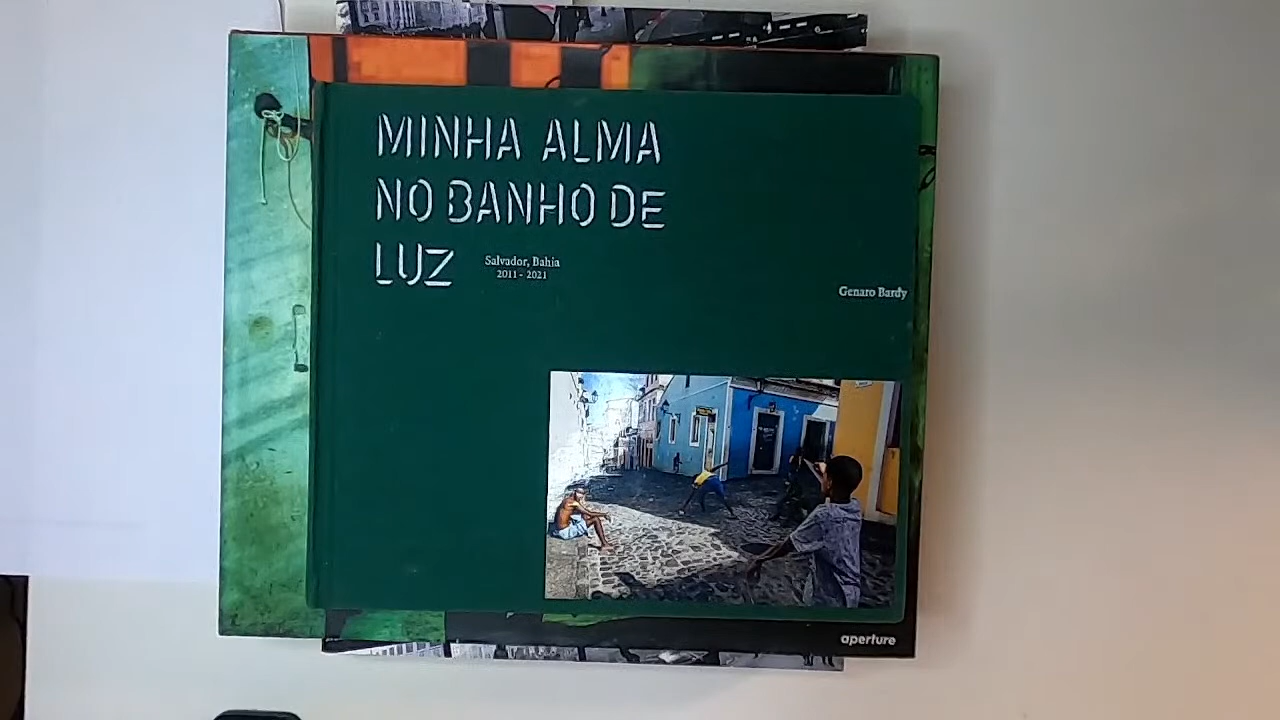 MINHA ALMA
NO BANHO DE
LUZ
Salvador, Bahia
2011 - 2021
Genaro Bardy
aperture